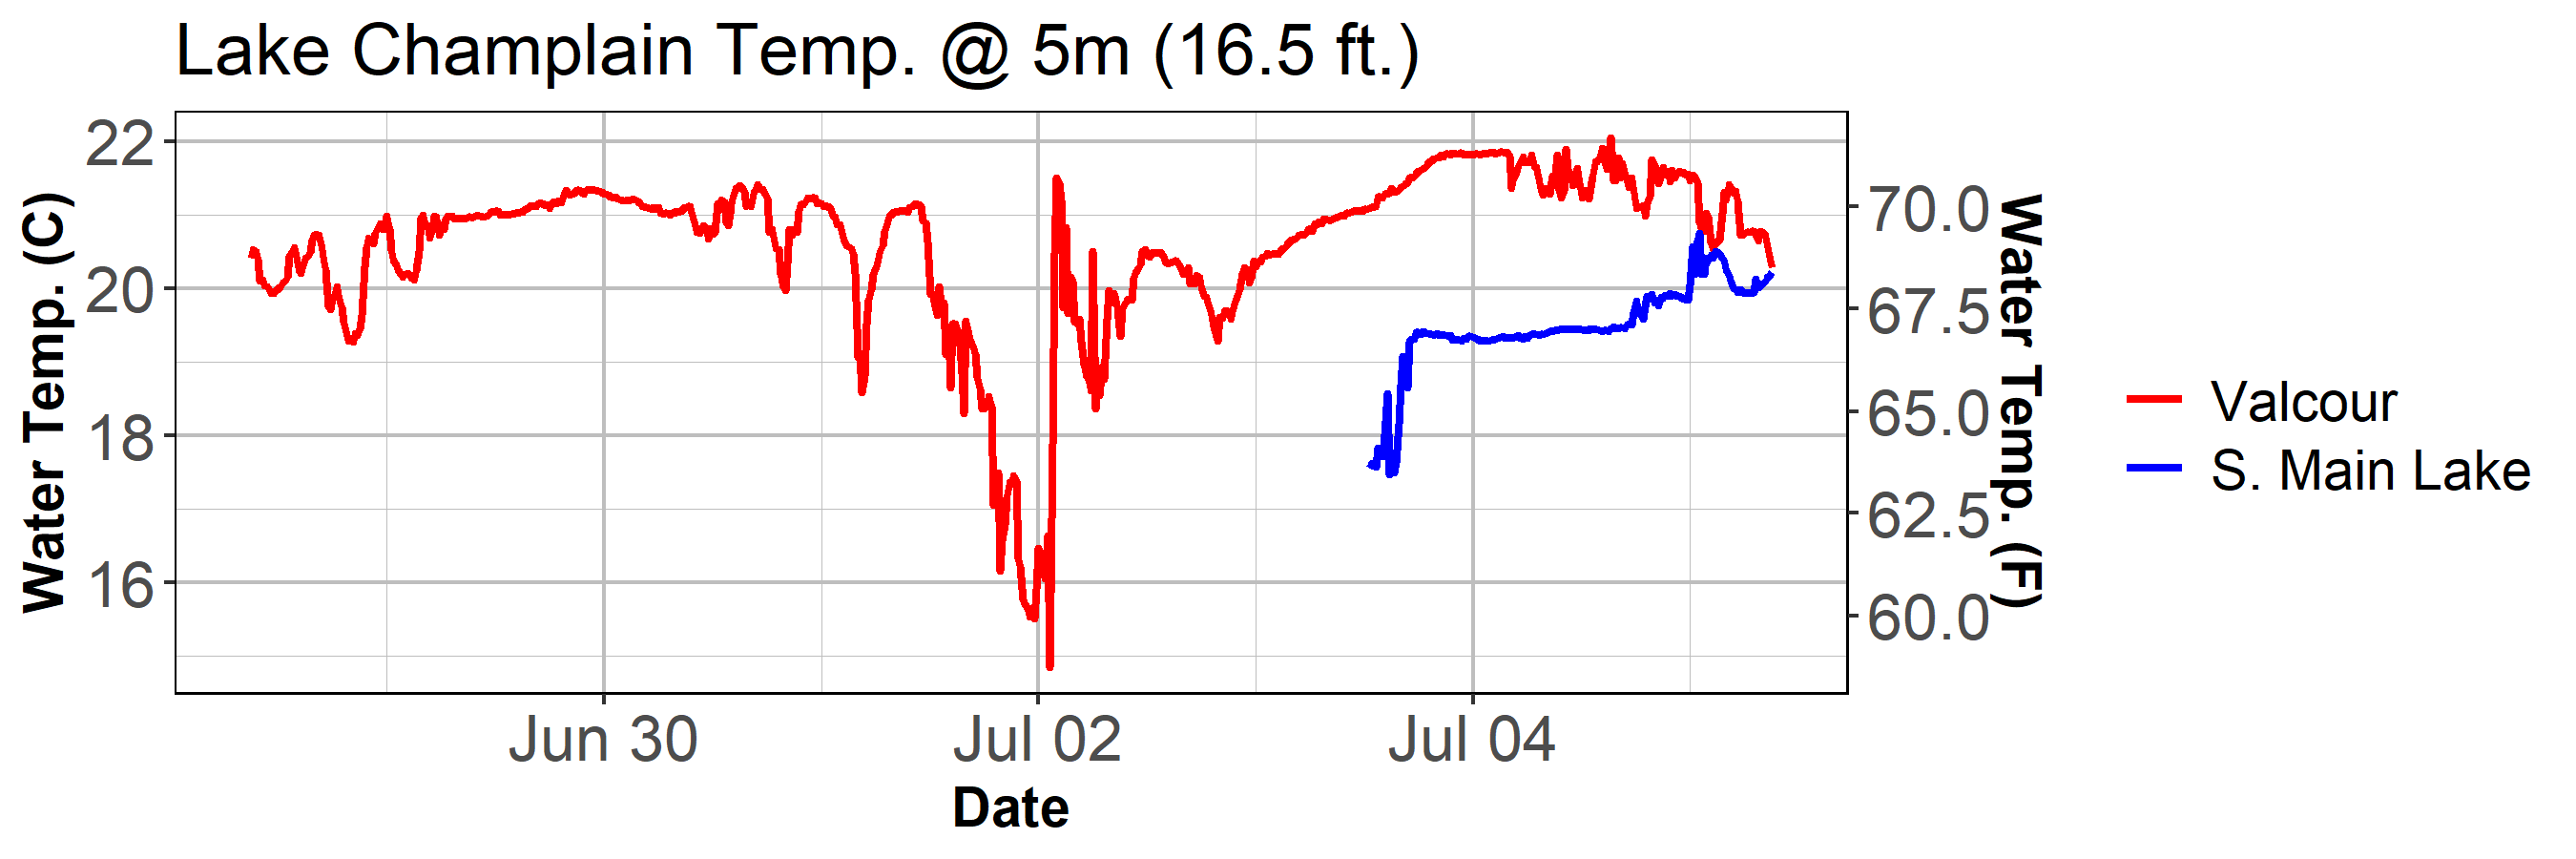 Lake Champlain Temp. @ 5m (16.5 ft.)
Water Temp. (C)
22
20
18
16
70.0
67.5
65.0
62.5
60.0
Water Temp. (F)
Valcour
S. Main Lake
Jun 30
Jul 02
Jul 04
Date